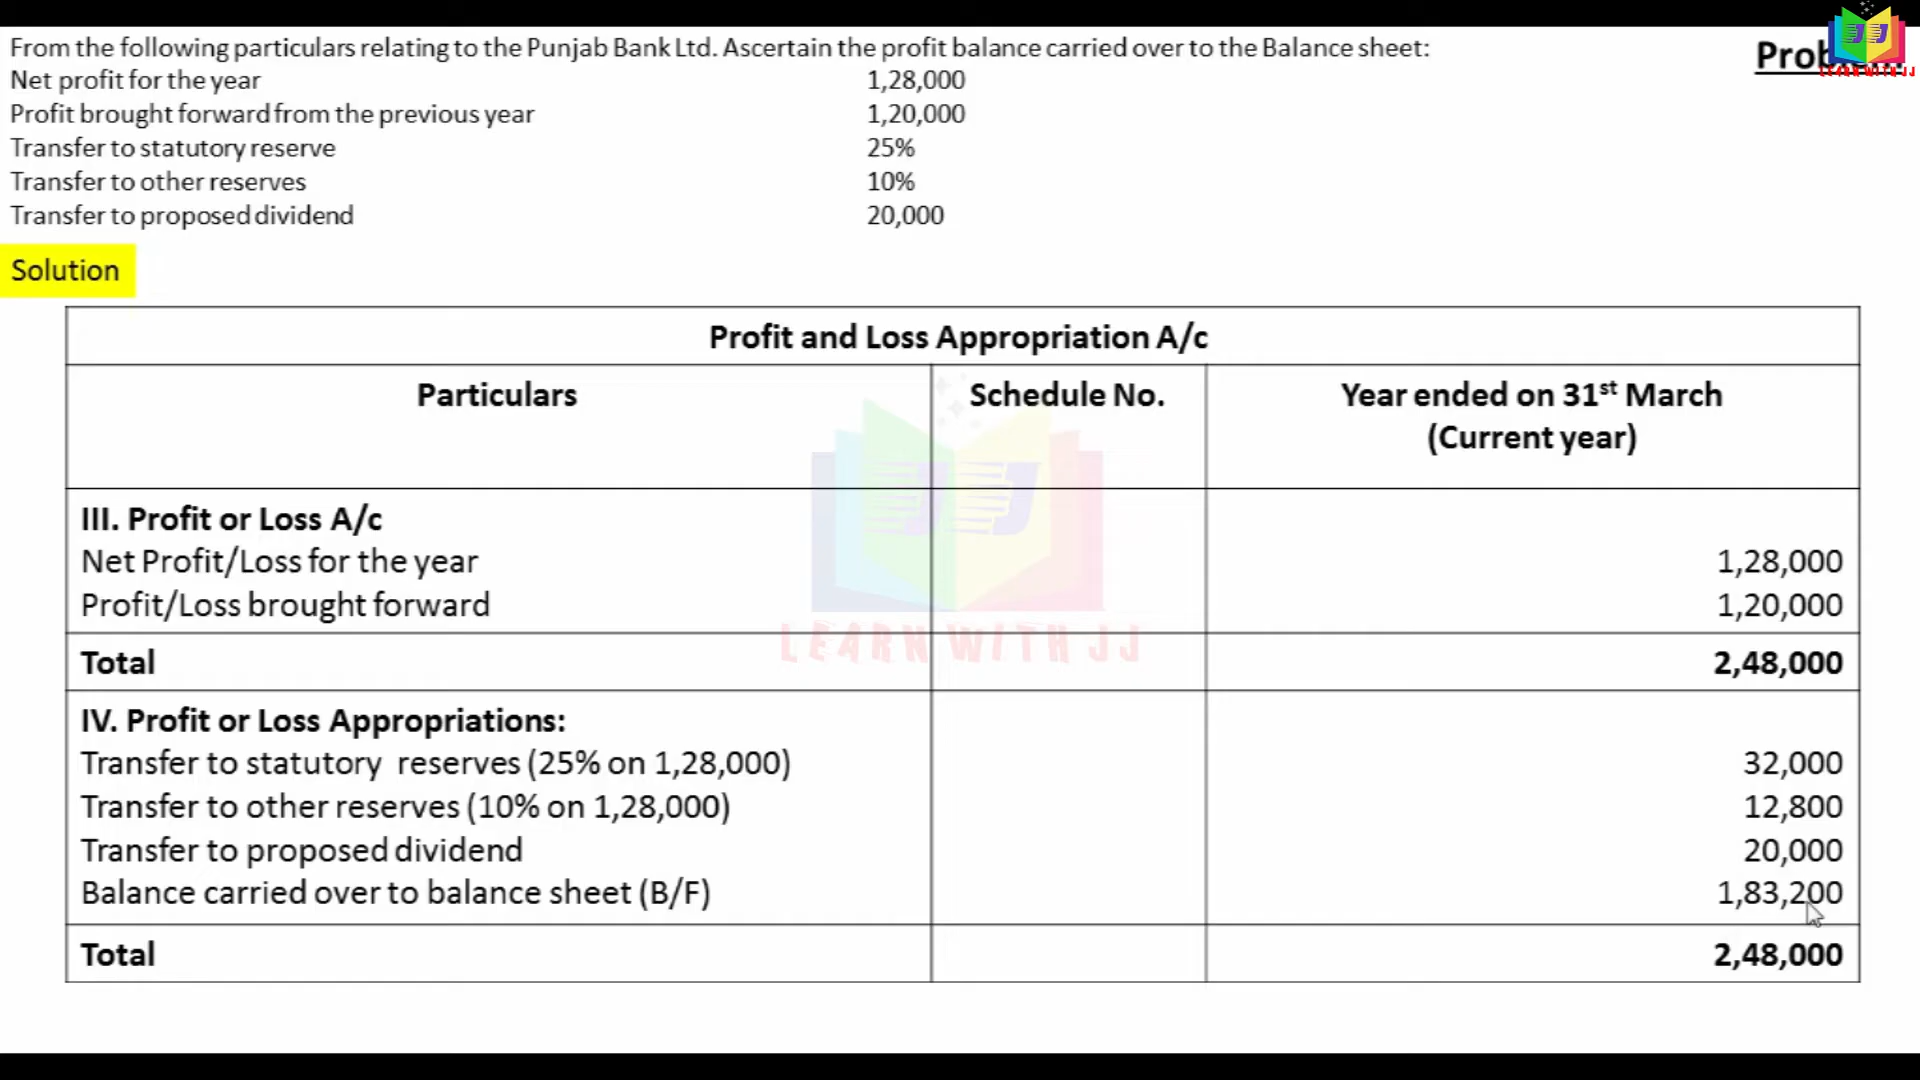 From the following particulars relating to the Punjab Bank Ltd. Ascertain the profit balance carried over to the Balance sheet:
Net profit for the year 1,28,000
Profit brought forward from the previous year 1,20,000
Transfer to statutory reserve 25%
Transfer to other reserves 10%
Transfer to proposed dividend 20,000
LEARN WITH JJ
Solution
Profit and Loss Appropriation A/c
Particulars Schedule No. Year ended on 31st March
(Current year)
III. Profit or Loss A/c
Net Profit/Loss for the year 1,28,000
Profit/Loss brought forward 1,20,000
LEARN WITH JJ
Total 2,48,000
IV. Profit or Loss Appropriations:
Transfer to statutory reserves (25% on 1,28,000) 32,000
Transfer to other reserves (10% on 1,28,000) 12,800
Transfer to proposed dividend 20,000
Balance carried over to balance sheet (B/F) 1,83,200
Total 2,48,000